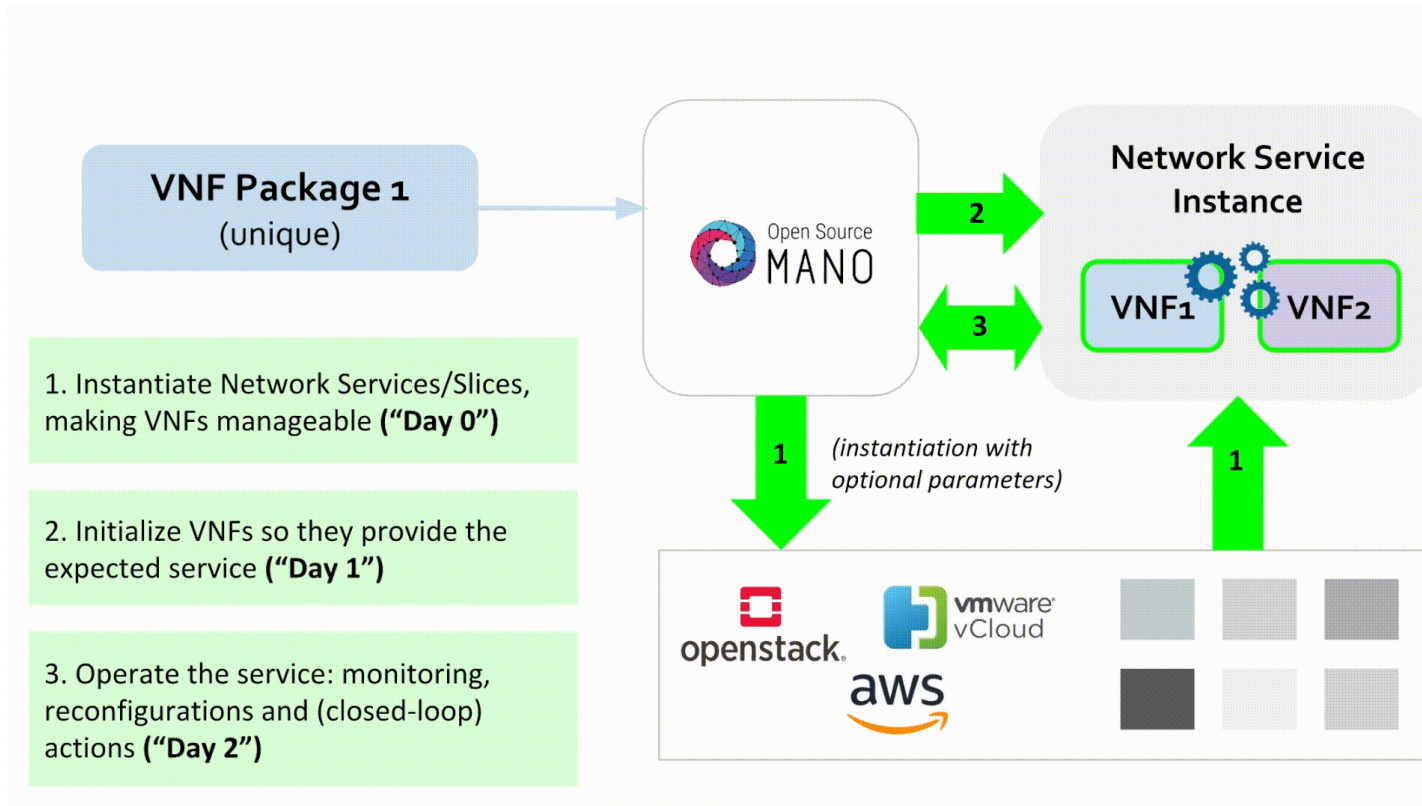 VNF Package 1
(unique)
Open Source
MANO
Network Service
Instance
VNF1
VNF2
2
3
1. Instantiate Network Services/Slices,
making VNFs manageable (“Day 0”)
1
(instantiation with
optional parameters)
1
2. Initialize VNFs so they provide the
expected service (“Day 1”)
3. Operate the service: monitoring,
reconfigurations and (closed-loop)
actions (“Day 2”)
openstack.
vmware®
vCloud
aws